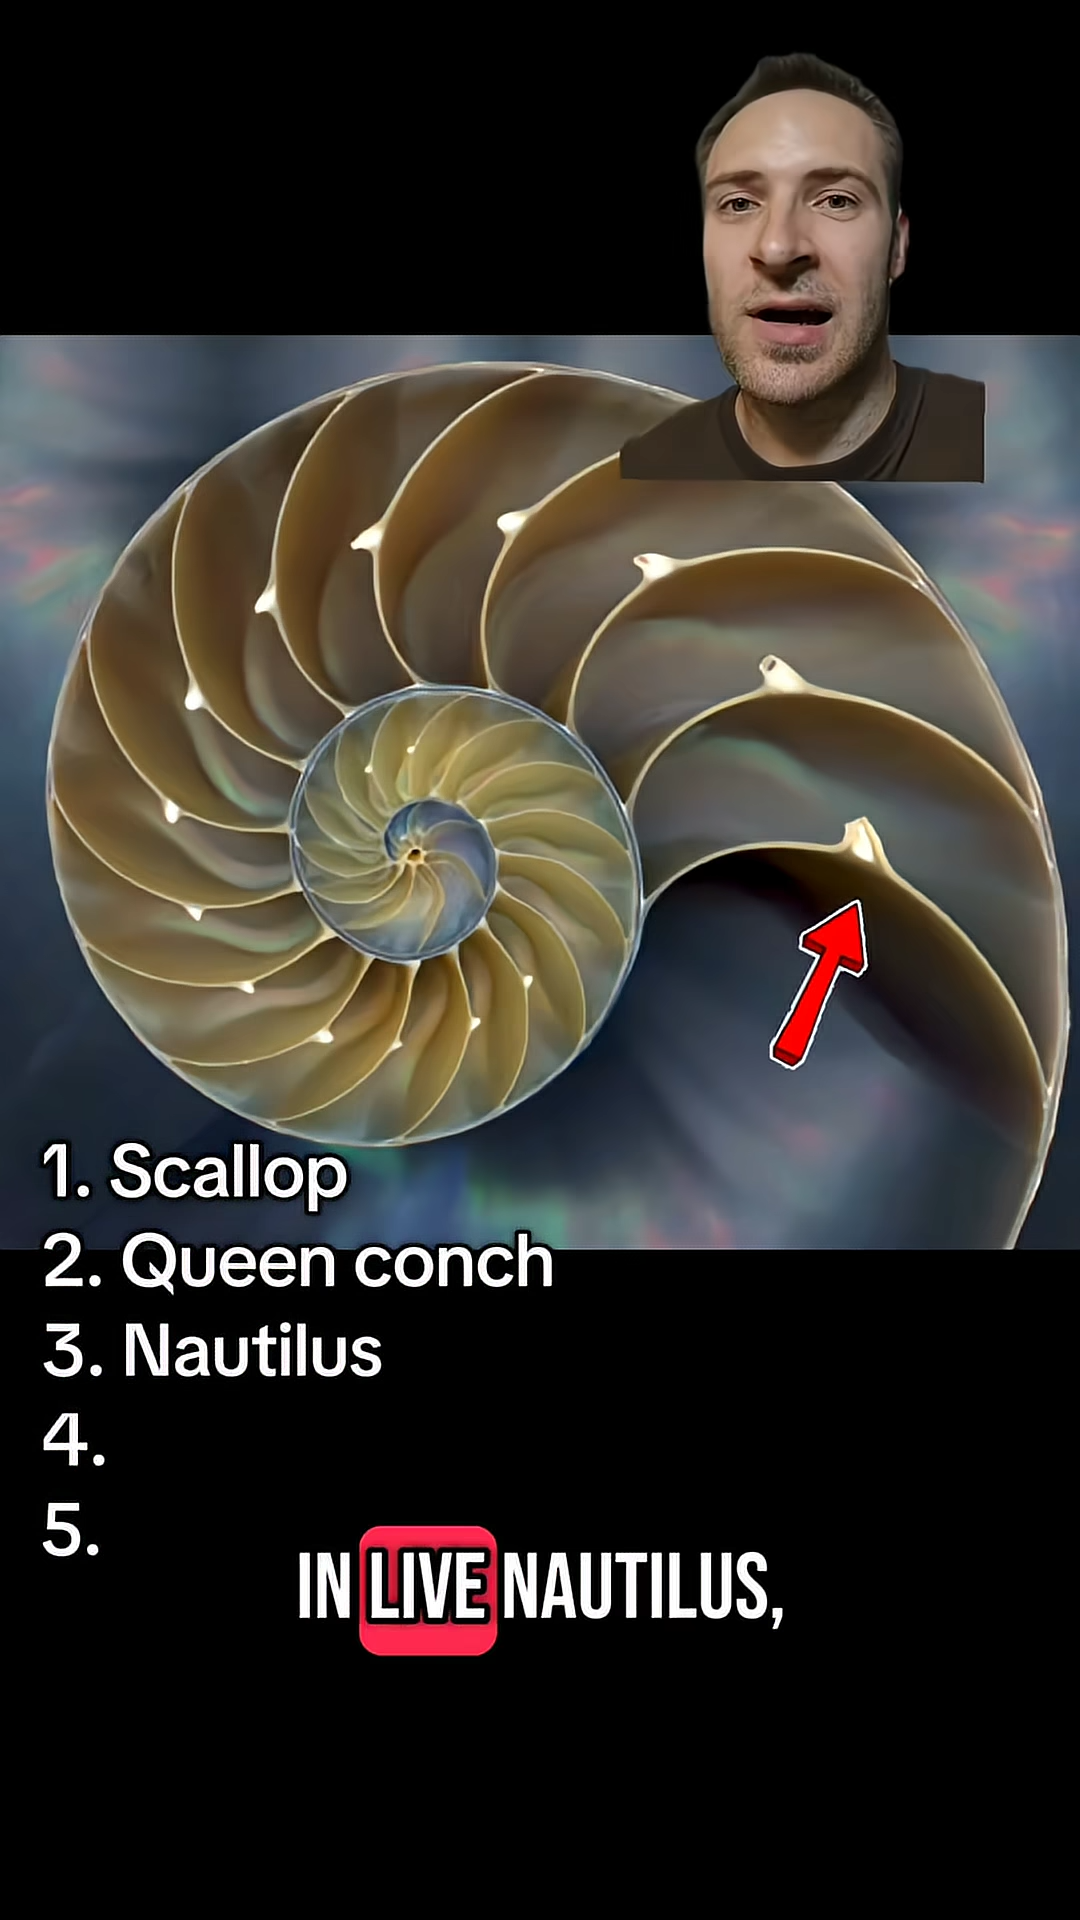 1. Scallop
2. Queen conch
3. Nautilus
4.
5.
IN LIVE NAUTILUS,